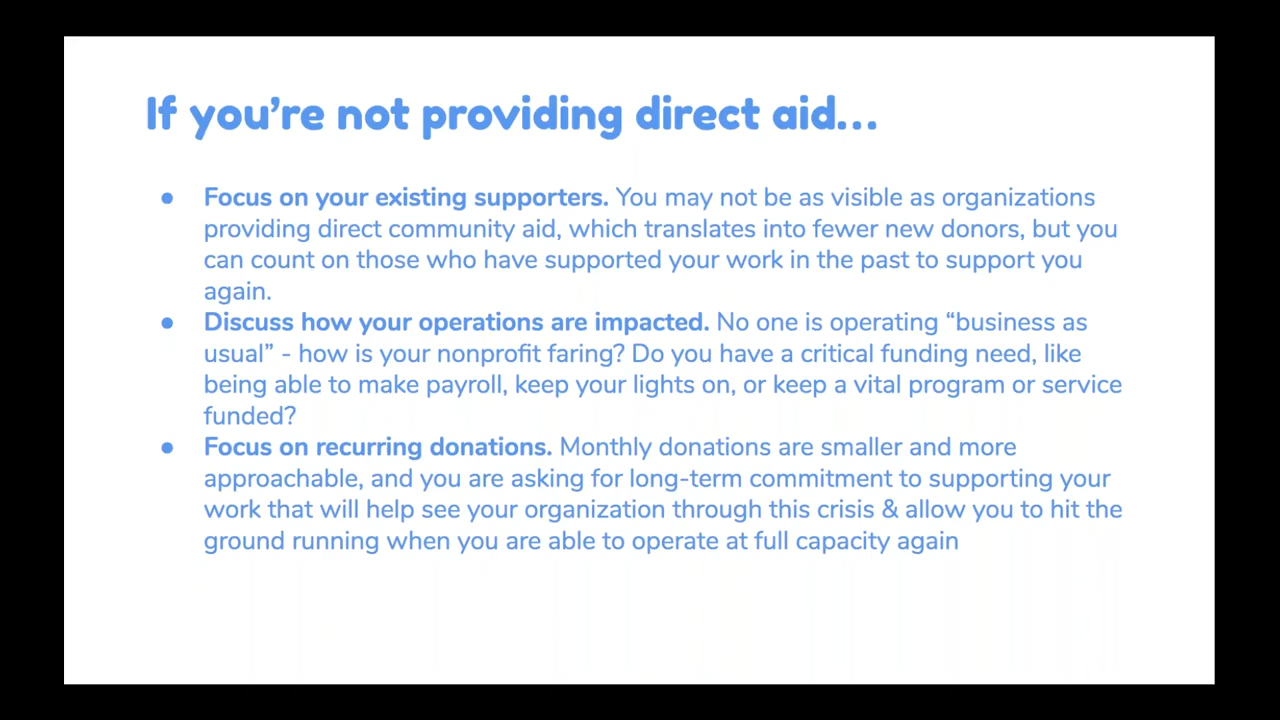 If you’re not providing direct aid...
● Focus on your existing supporters. You may not be as visible as organizations
providing direct community aid, which translates into fewer new donors, but you
can count on those who have supported your work in the past to support you
again.
● Discuss how your operations are impacted. No one is operating “business as
usual” - how is your nonprofit faring? Do you have a critical funding need, like
being able to make payroll, keep your lights on, or keep a vital program or service
funded?
● Focus on recurring donations. Monthly donations are smaller and more
approachable, and you are asking for long-term commitment to supporting your
work that will help see your organization through this crisis & allow you to hit the
ground running when you are able to operate at full capacity again